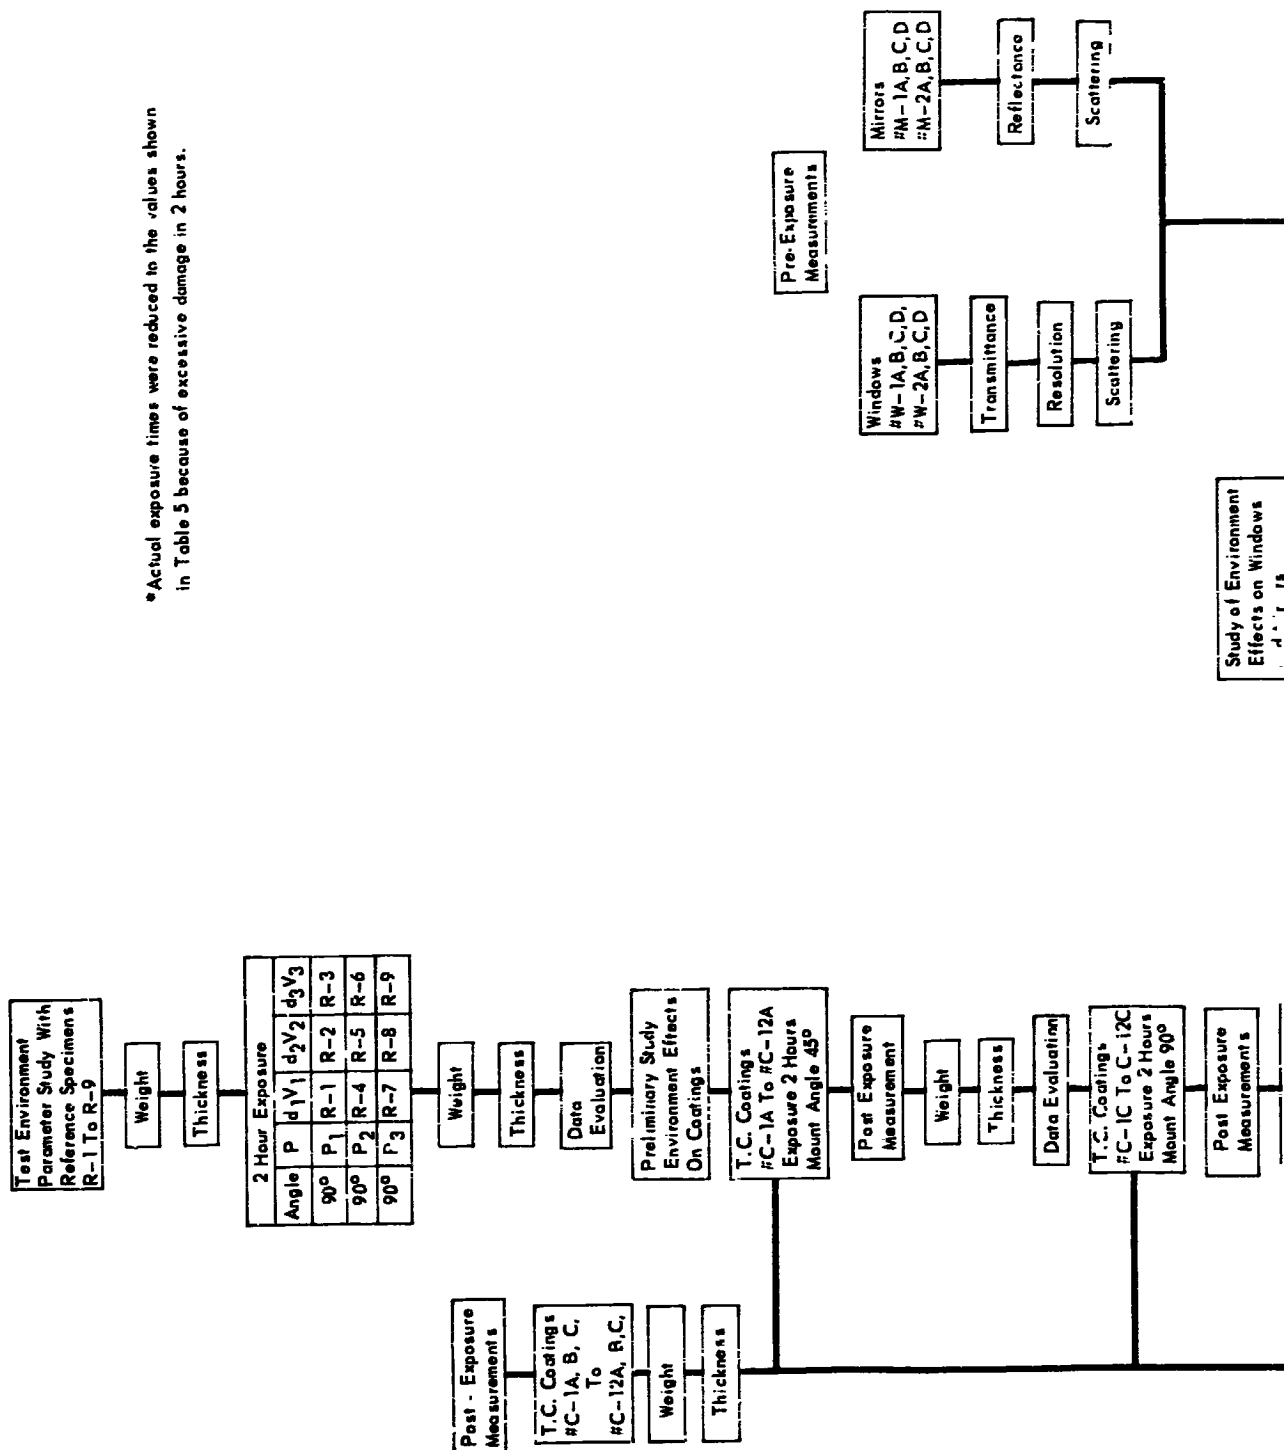 *Actual exposure times were reduced to the values shown
in Table 5 because of excessive damage in 2 hours.
Test Environment
Parameter Study With
Reference Specimens
R-1 To R-9
Weight
Thickness
2 Hour Exposure
Angle P d₁V₁ d₂V₂ d₃V₃
90° P₁ R-1 R-2 R-3
90° P₂ R-4 R-5 R-6
90° P₃ R-7 R-8 R-9
Weight
Thickness
Data
Evaluation
Preliminary Study
Environment Effects
On Coatings
T.C. Coatings
#C-1A To #C-12A
Exposure 2 Hours
Mount Angle 45°
Post Exposure
Measurement
Weight
Thickness
Data Evaluation
T.C. Coatings
#C-1C To C-12C
Exposure 2 Hours
Mount Angle 90°
Post Exposure
Measurements
Post - Exposure
Measurements
T.C. Coatings
#C-1A, B, C,
To
#C-12A, B,C,
Weight
Thickness
Pre-Exposure
Measurements
Windows
#W-1A,B,C,D,
#W-2A,B,C,D
Transmittance
Resolution
Scattering
Mirrors
#M-1A,B,C,D
#M-2A,B,C,D
Reflectance
Scattering
Study of Environment
Effects on Windows